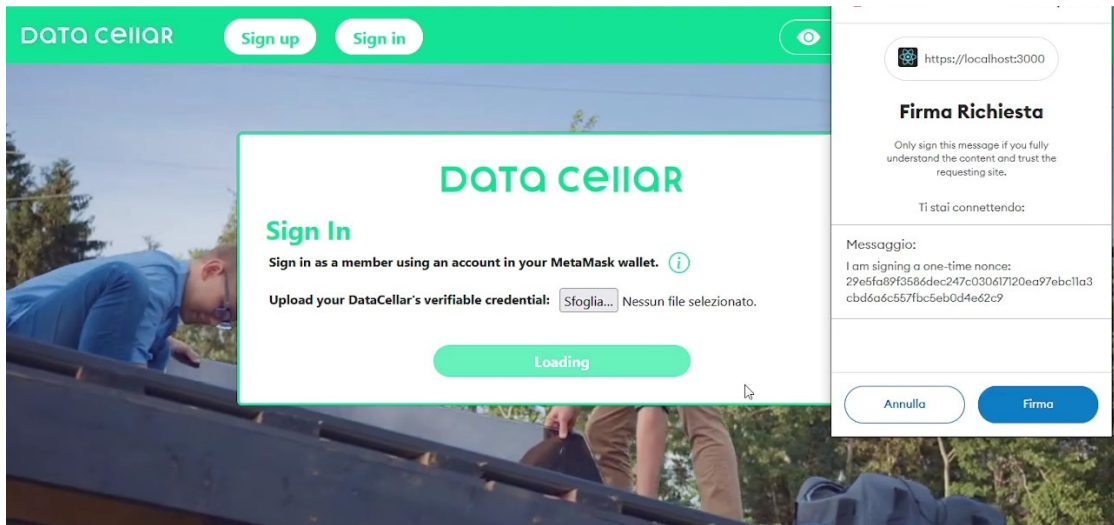 DATA CELLAR
Sign up
Sign in
https://localhost:3000
Firma Richiesta
Only sign this message if you fully
understand the content and trust the
requesting site.
Ti stai connettendo:
Messaggio:
I am signing a one-time nonce:
29e5fa89f3586dec247c030617120ea97ebc11a3
cbd6a6c557fbc5eb0d4e62c9
Annulla
Firma
DATA CELLAR
Sign In
Sign in as a member using an account in your MetaMask wallet. i
Upload your DataCellar's verifiable credential: Sfoglia... Nessun file selezionato.
Loading